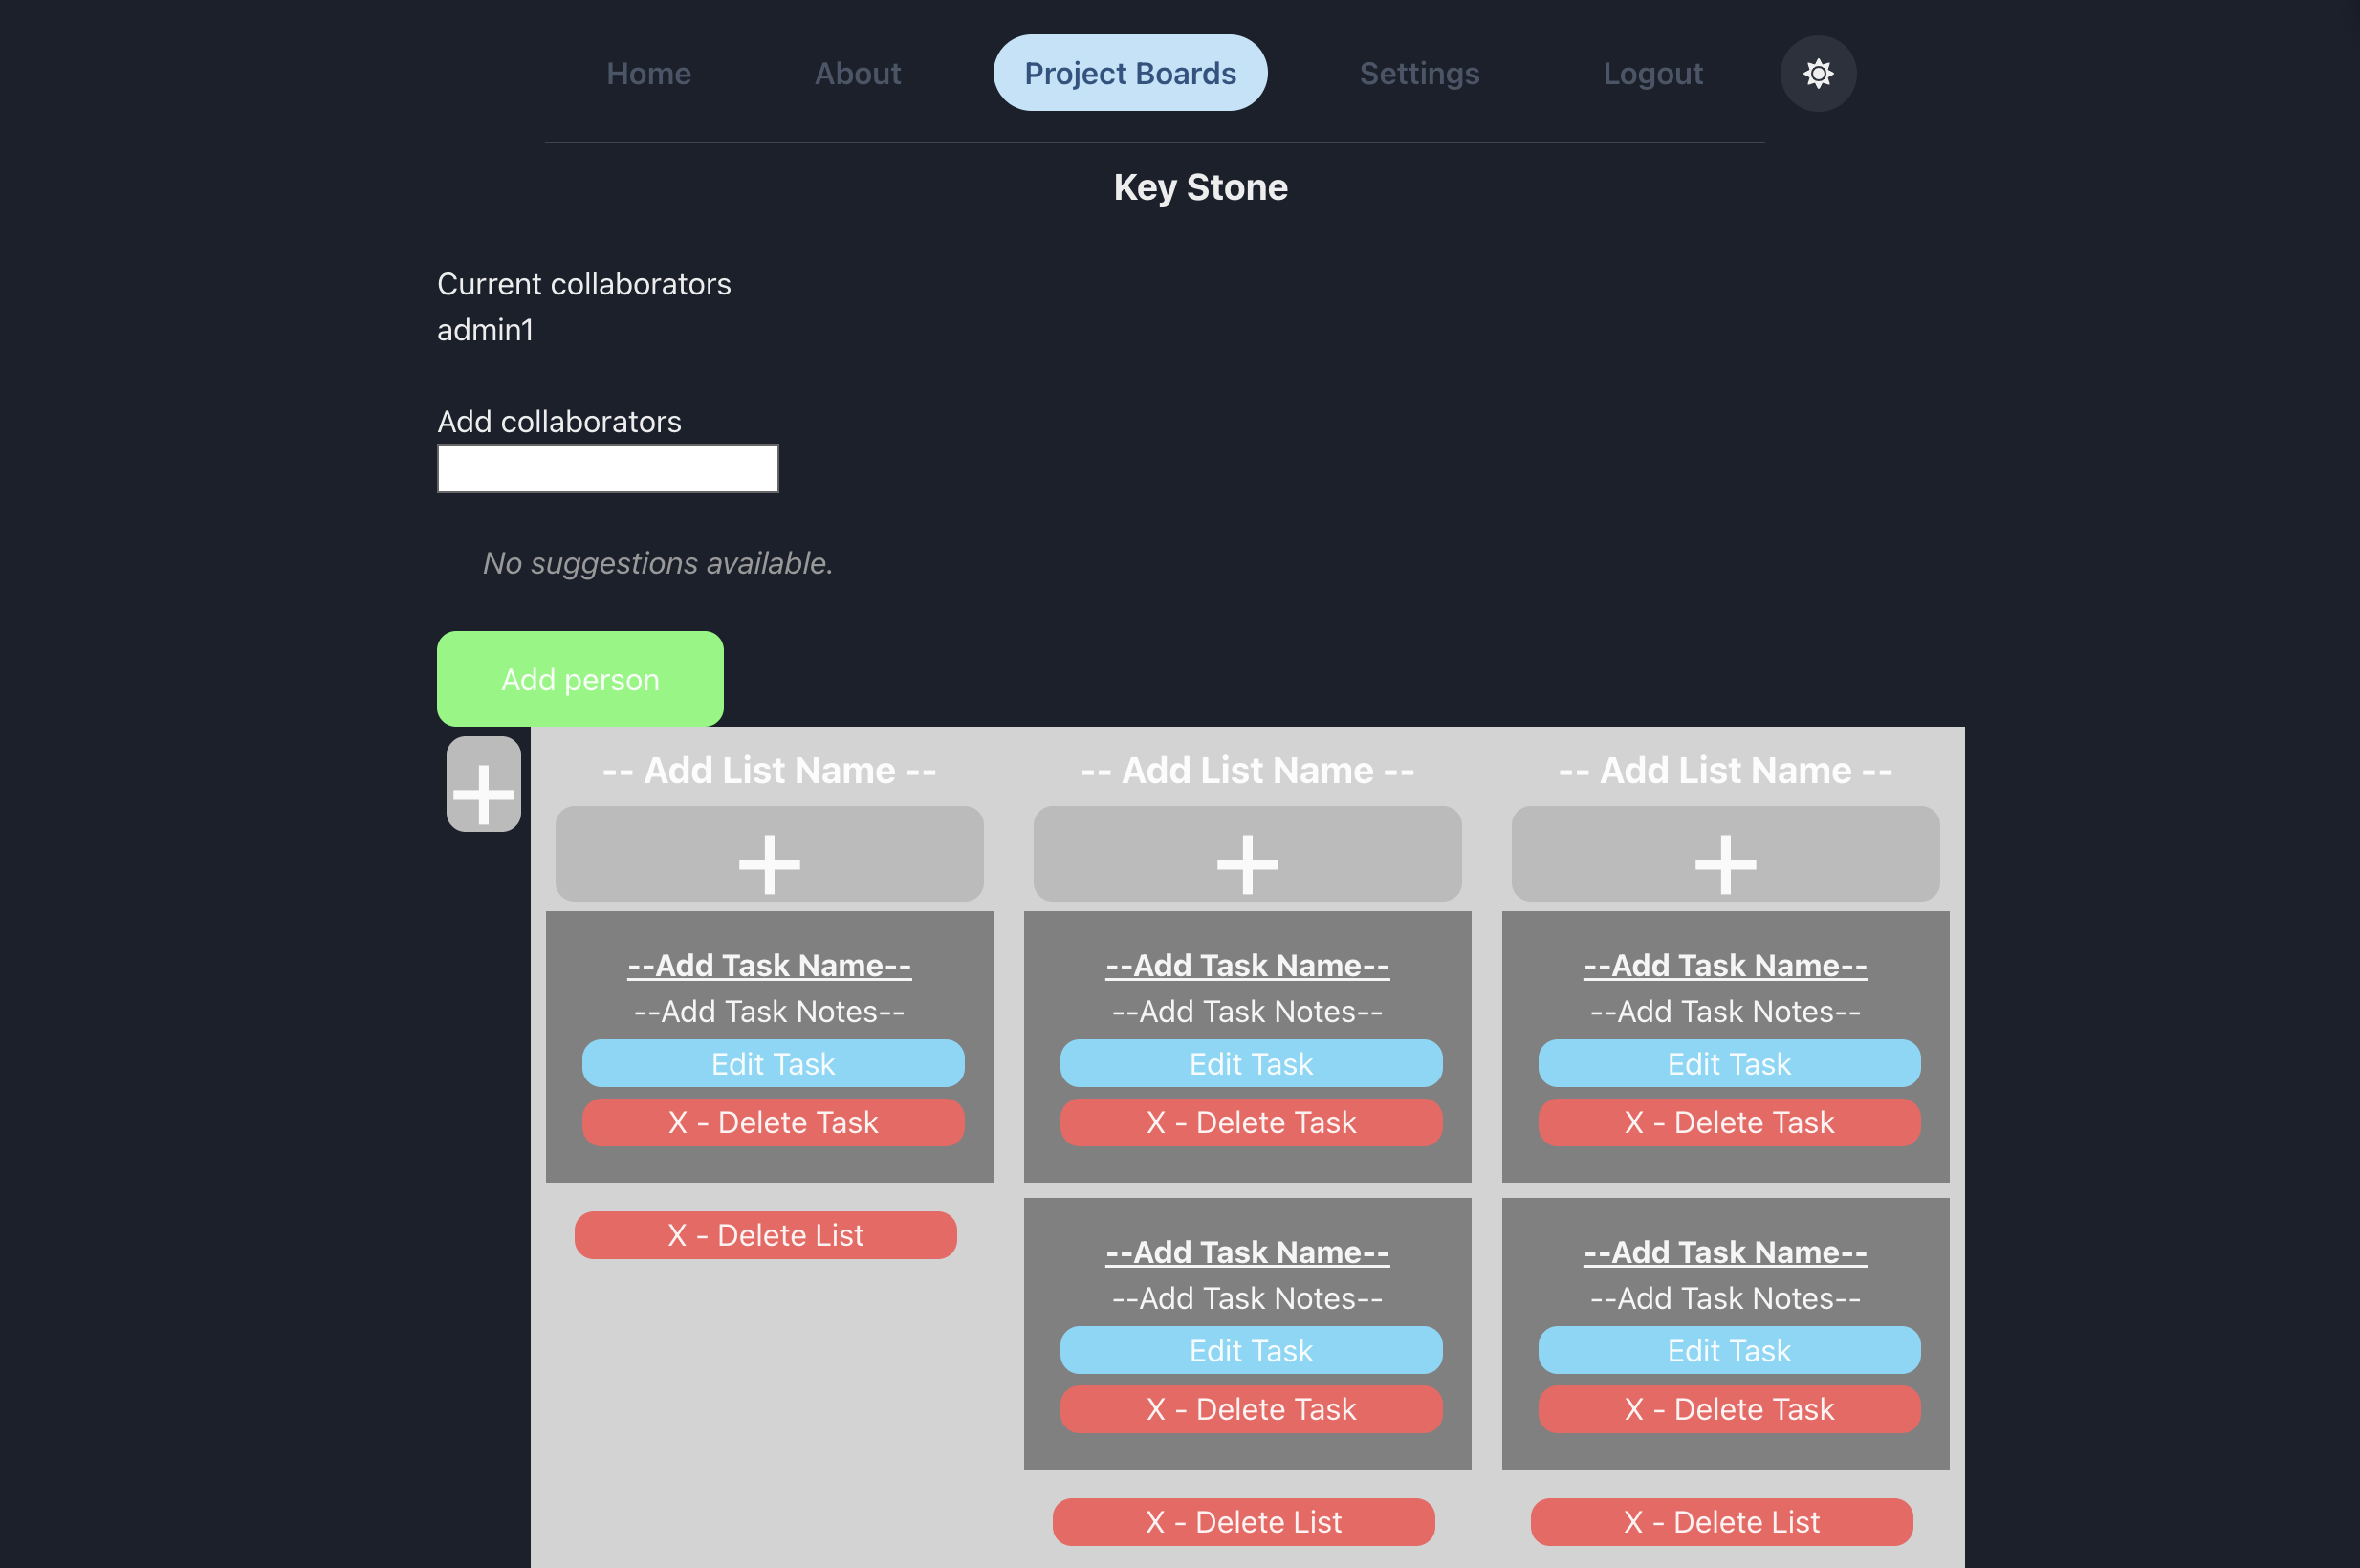 Home About Project Boards Settings Logout
Key Stone
Current collaborators
admin1
Add collaborators
No suggestions available.
Add person
-- Add List Name -- -- Add List Name -- -- Add List Name --
--Add Task Name-- --Add Task Name-- --Add Task Name--
--Add Task Notes-- --Add Task Notes-- --Add Task Notes--
Edit Task Edit Task Edit Task
X - Delete Task X - Delete Task X - Delete Task
X - Delete List --Add Task Name-- --Add Task Name--
--Add Task Notes-- --Add Task Notes--
Edit Task Edit Task
X - Delete Task X - Delete Task
X - Delete List X - Delete List